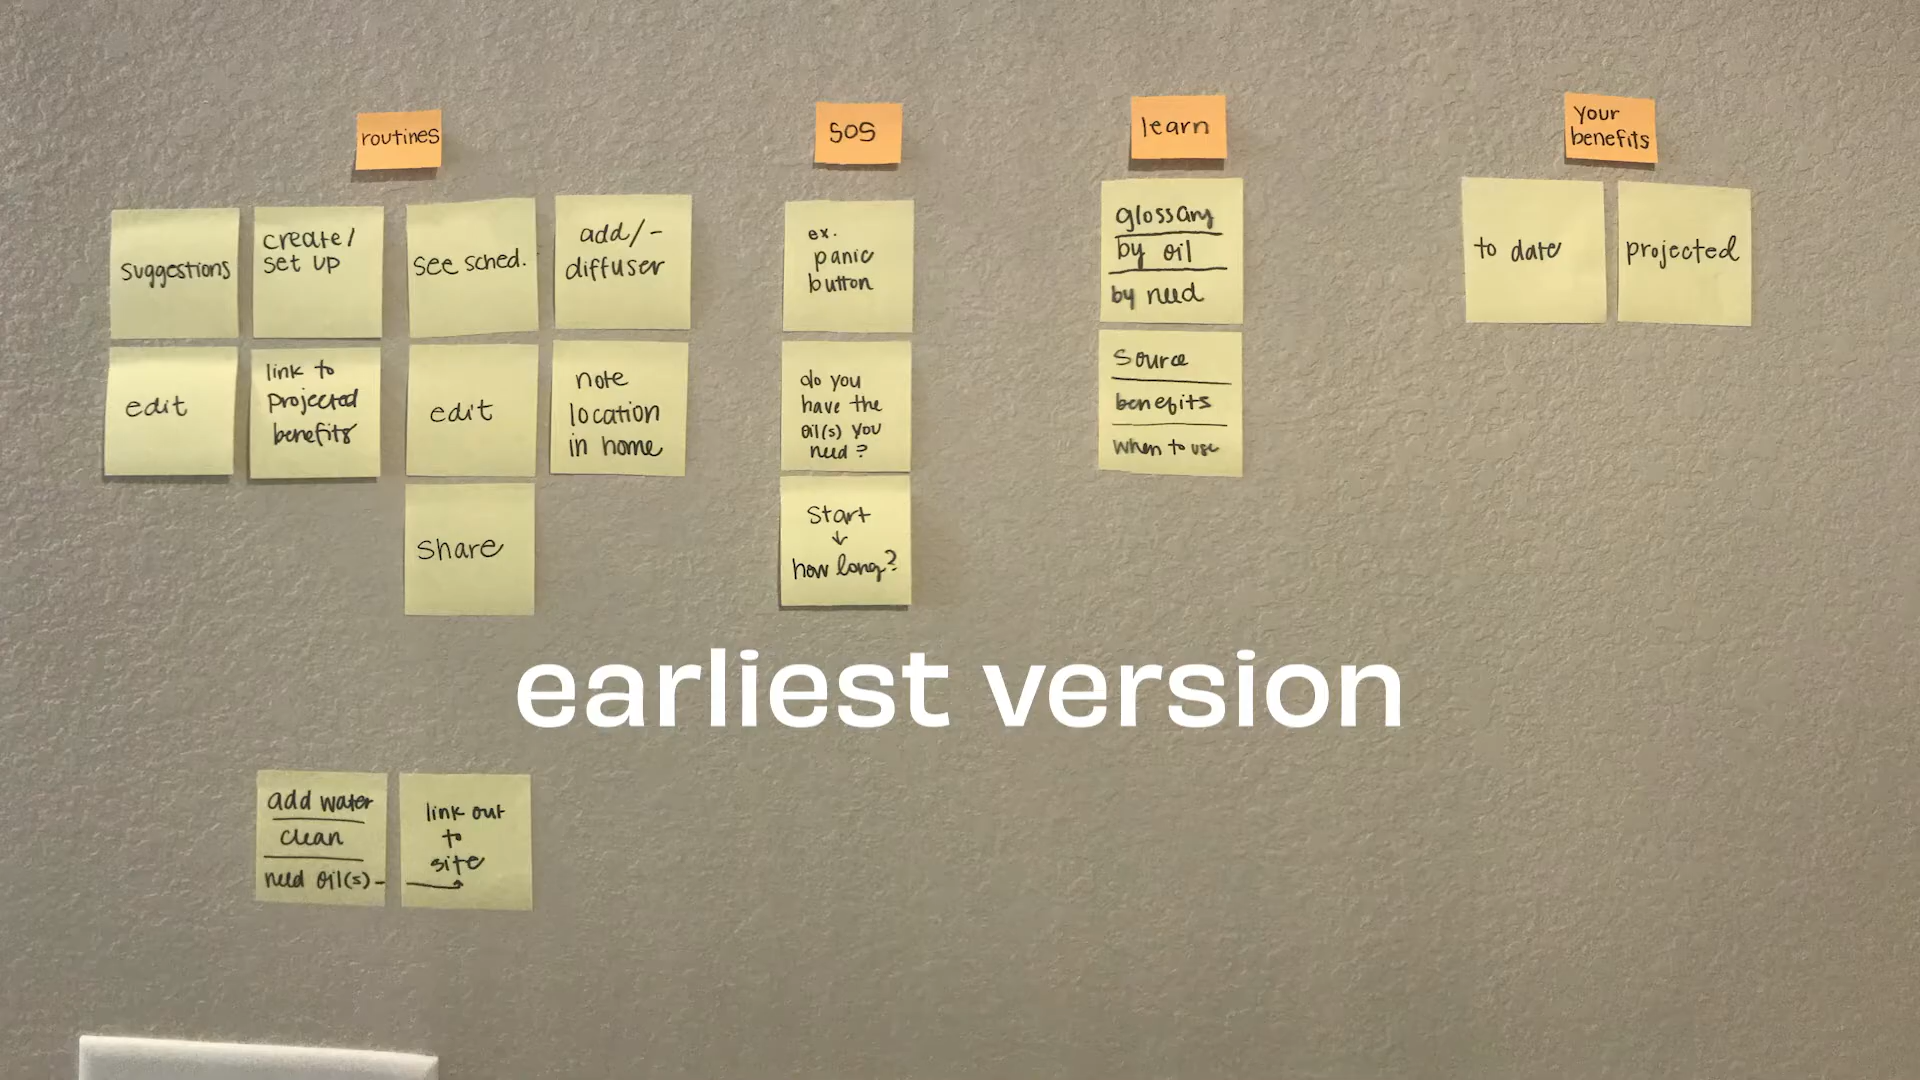 routines
SOS
learn
your
benefits
suggestions
create/
set up
see sched.
add/-
diffuser
ex.
panic
button
glossary
by oil
by need
to date
projected
edit
link to
projected
benefits
edit
note
location
in home
do you
have the
oil(s) you
need?
source
benefits
when to use
share
start
↓
how long?
earliest version
add water
clean
need oil(s) -
link out
to
site
→